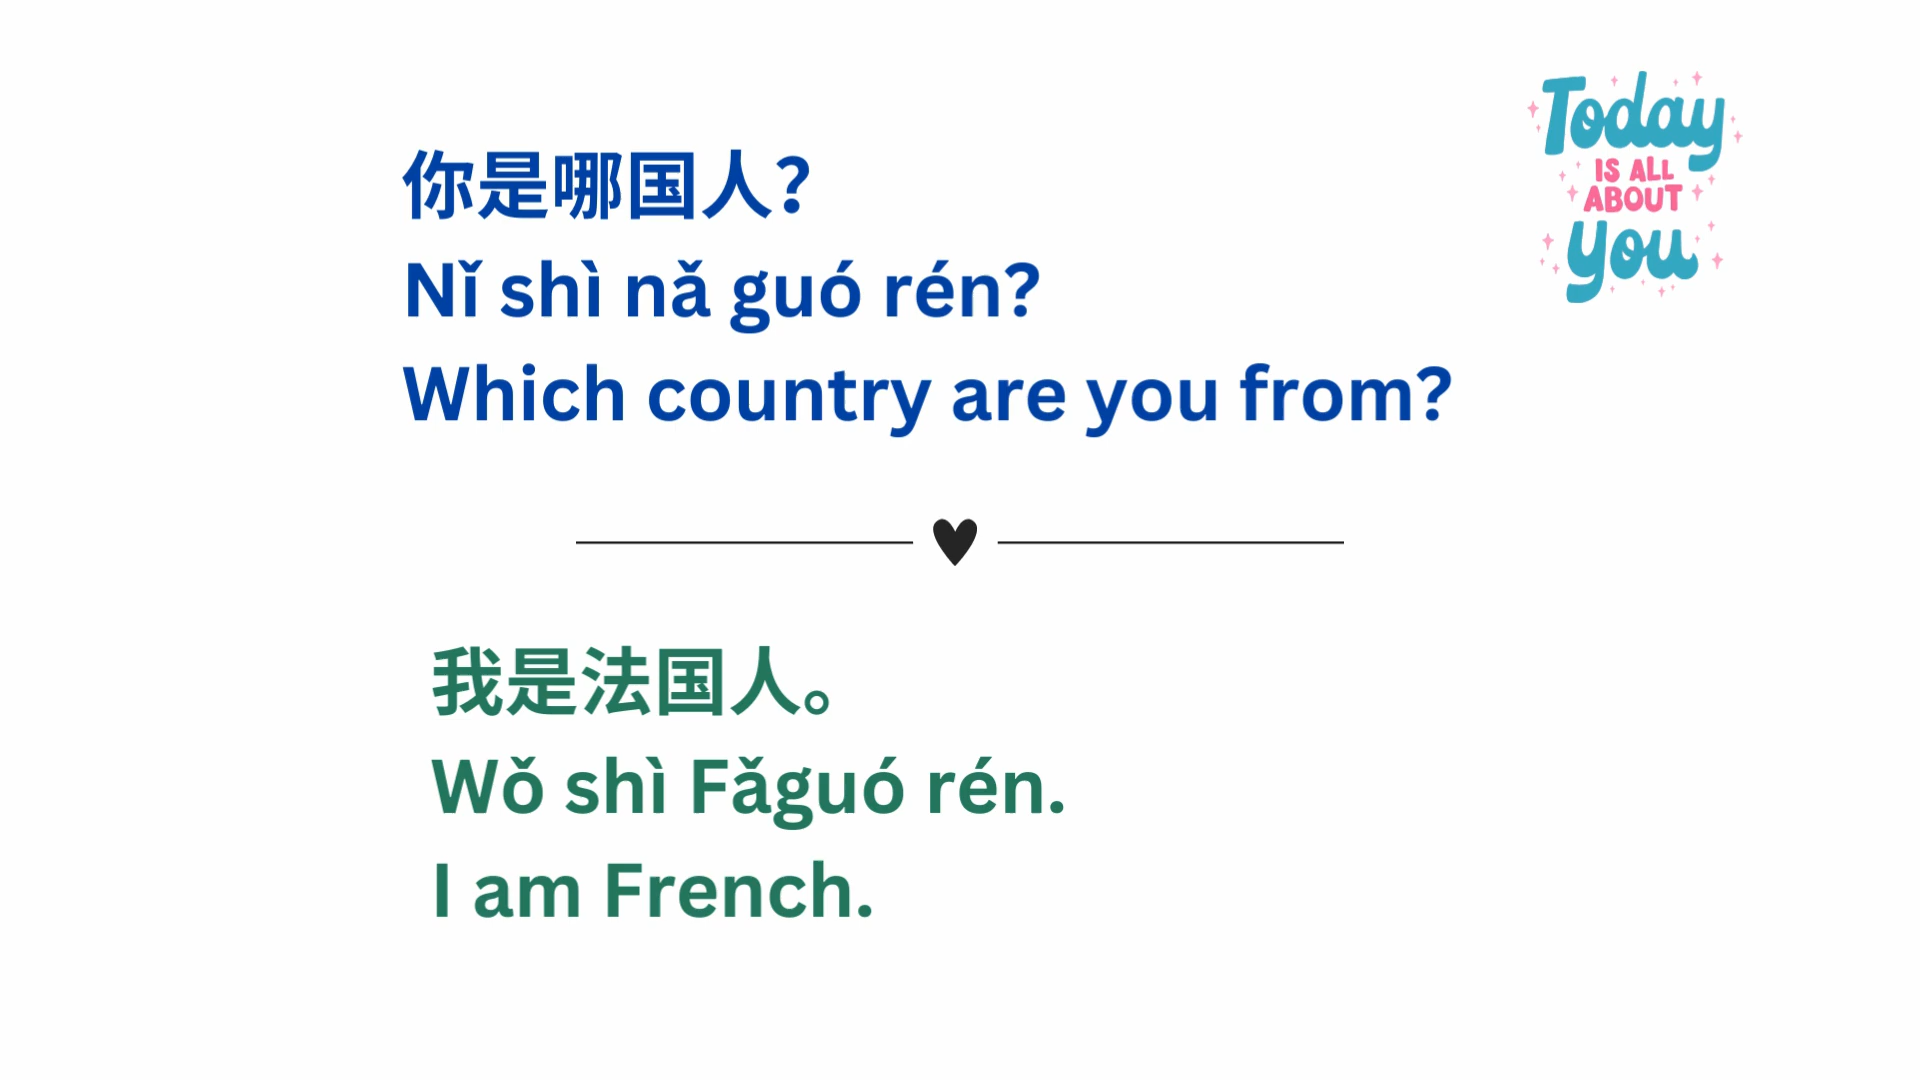 你是哪国人？
Nǐ shì nǎ guó rén?
Which country are you from?
我是法国人。
Wǒ shì Fǎguó rén.
I am French.
Today
IS ALL
ABOUT
you